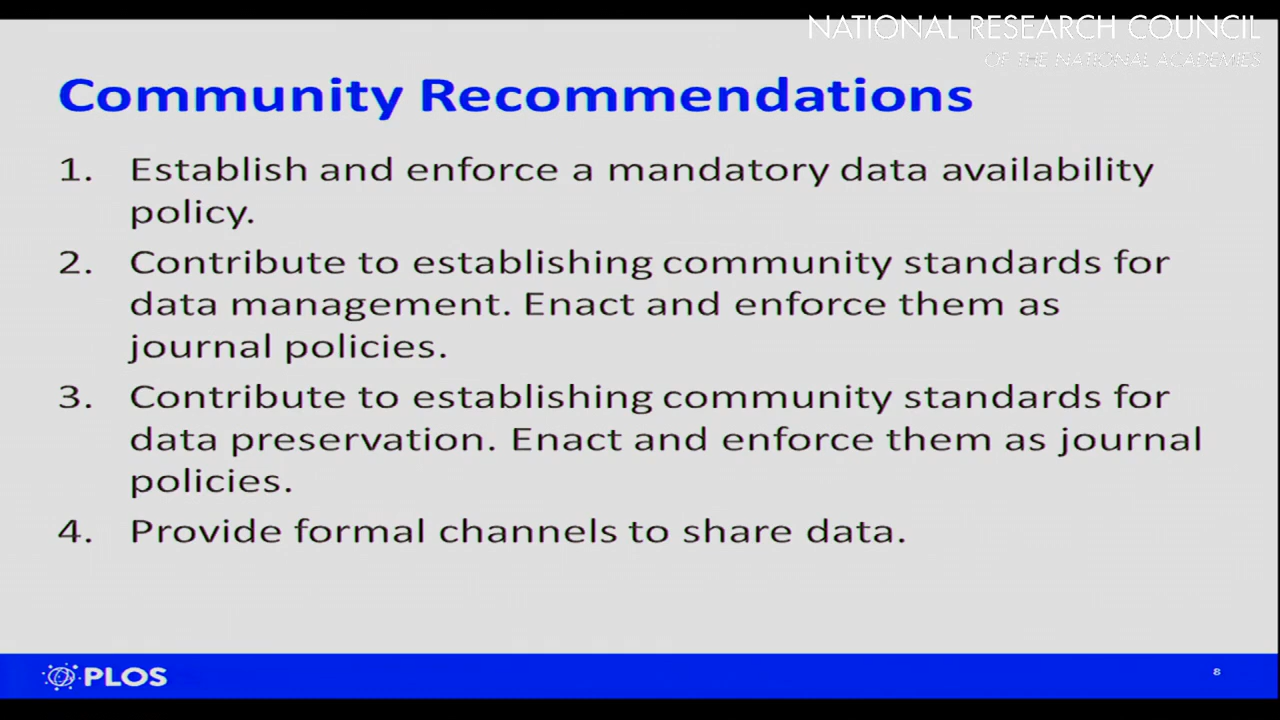 NATIONAL RESEARCH COUNCIL
OF THE NATIONAL ACADEMIES
Community Recommendations
1. Establish and enforce a mandatory data availability
policy.
2. Contribute to establishing community standards for
data management. Enact and enforce them as
journal policies.
3. Contribute to establishing community standards for
data preservation. Enact and enforce them as journal
policies.
4. Provide formal channels to share data.
PLOS
8